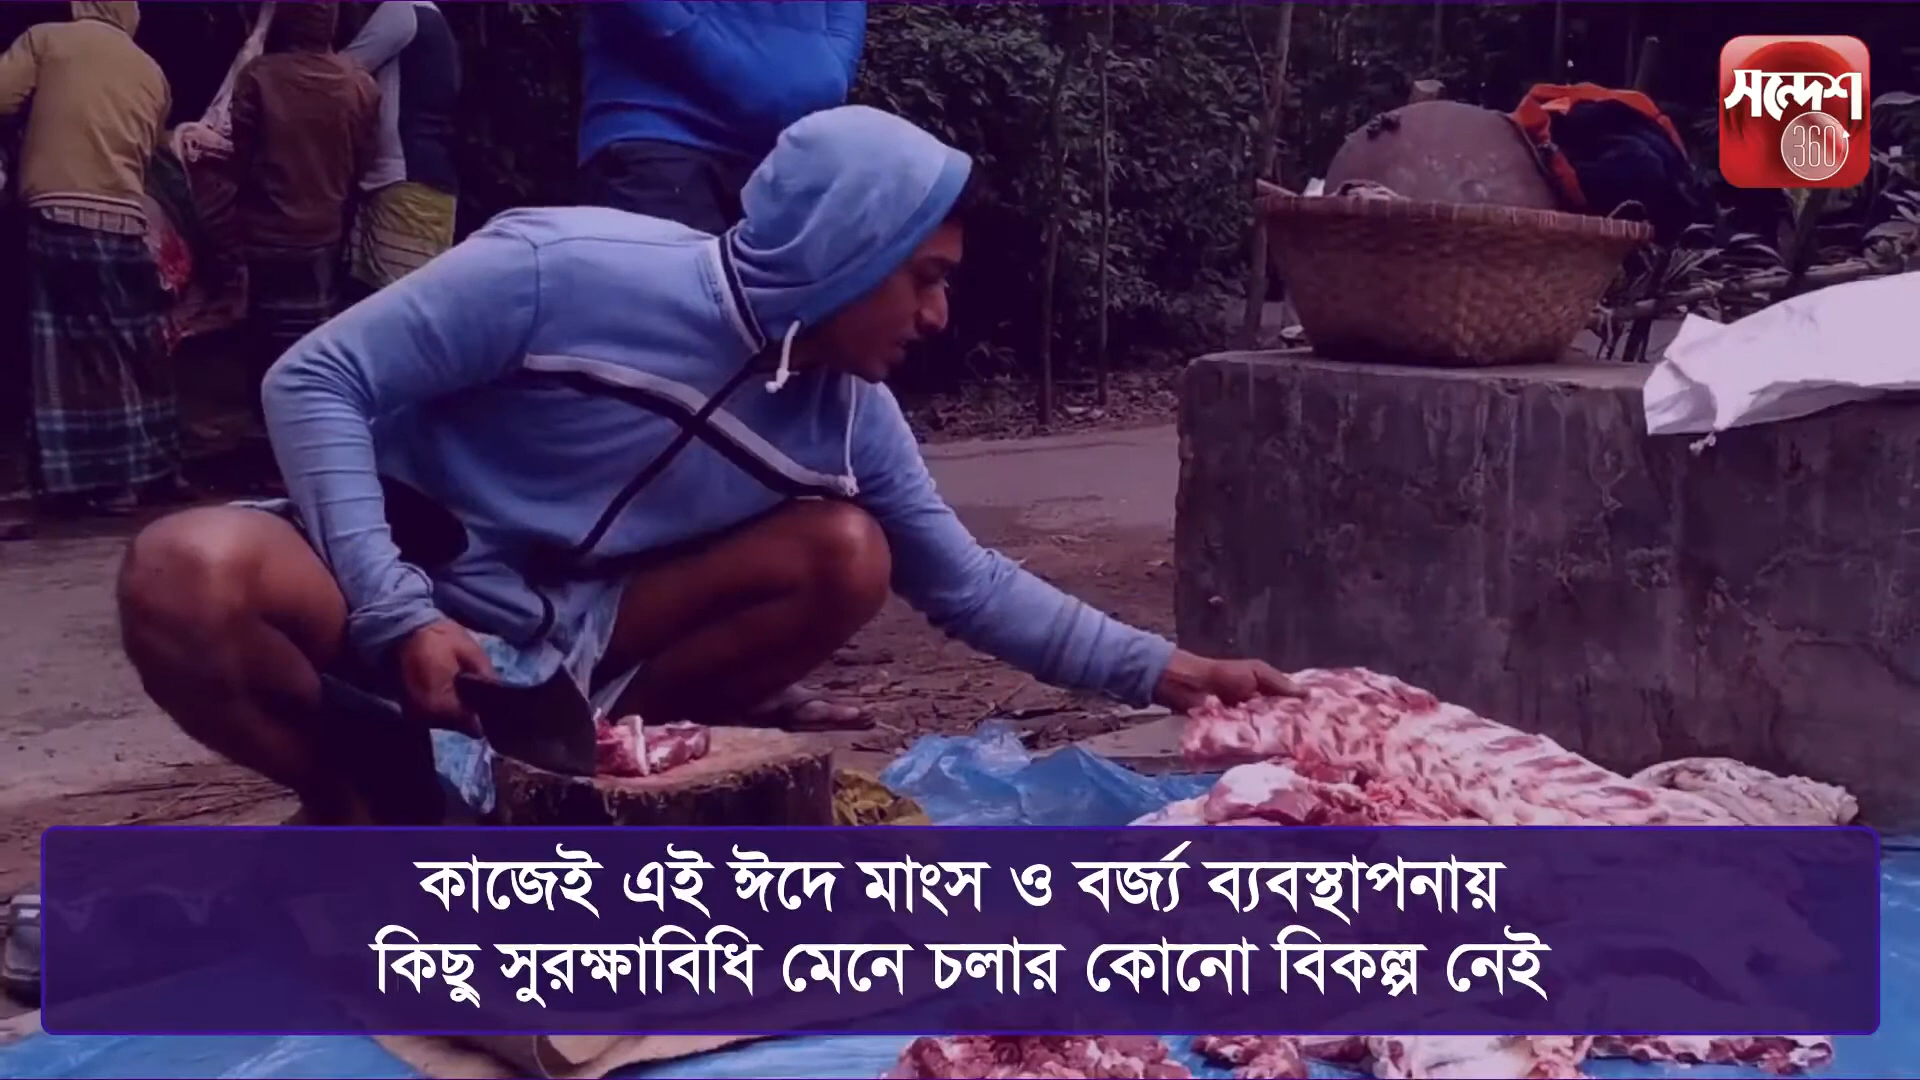 সন্দেশ
360
কাজেই এই ঈদে মাংস ও বর্জ্য ব্যবস্থাপনায়
কিছু সুরক্ষাবিধি মেনে চলার কোনো বিকল্প নেই